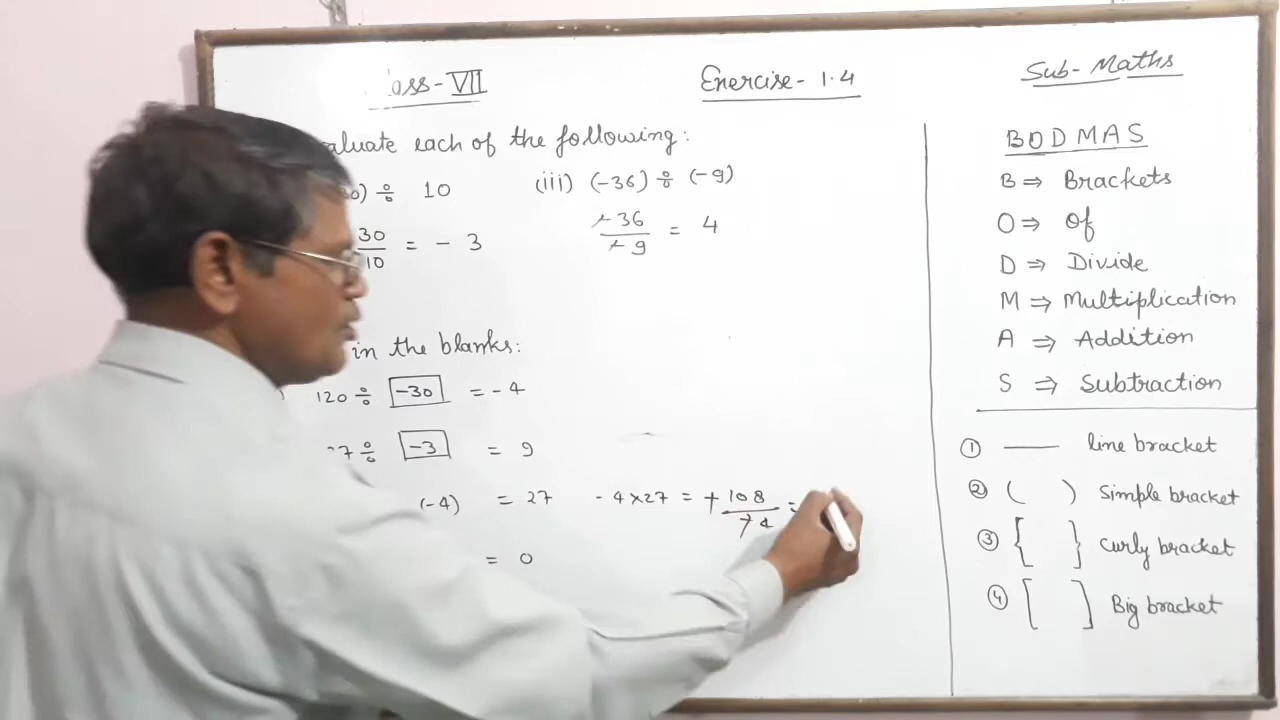 VII
Exercise - 1.4
Sub- Maths
each of the following:
÷ 10
(iii) (-36) ÷ (-9)
30/10 = - 3
-36/-9 = 4
in the blanks:
120 ÷ -30 = - 4
÷ -3 = 9
(-4) = 27
- 4 × 27 = 108/4 =
= 0
BODMAS
B ⇒ Brackets
O ⇒ Of
D ⇒ Divide
M ⇒ Multiplication
A ⇒ Addition
S ⇒ Subtraction
① —— line bracket
② ( ) Simple bracket
③ { } Curly bracket
④ [ ] Big bracket